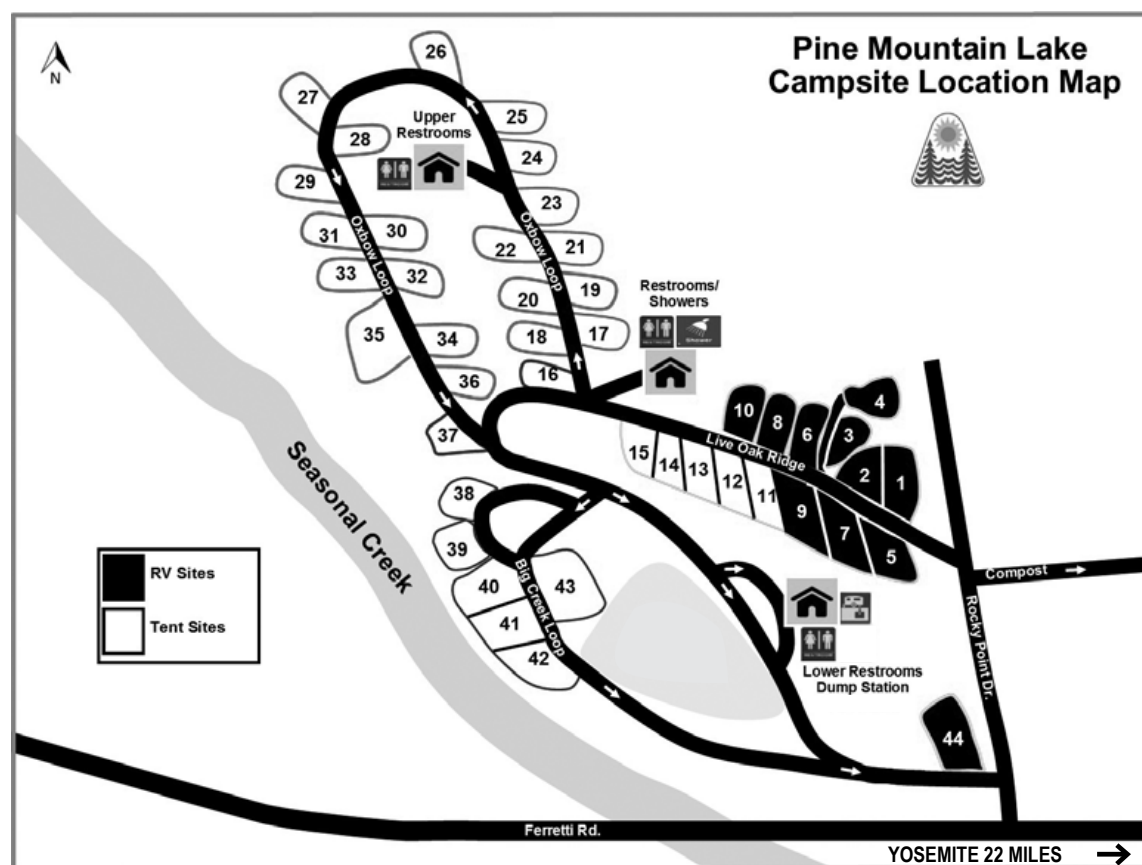 Pine Mountain Lake
Campsite Location Map
N
26
27
25
Upper
Restrooms
28
24
29
23
31
30
Oxbow Loop
22
21
Oxbow Loop
33
32
20
19
Restrooms/
Showers
Shower
35
34
18
17
36
16
37
10
8
6
4
3
Live Oak Ridge
15
14
13
12
11
9
7
5
2
1
Seasonal Creek
38
39
40
43
41
42
Big Creek Loop
RV Sites
Tent Sites
Compost
Rocky Point Dr.
Lower Restrooms
Dump Station
44
Ferretti Rd.
YOSEMITE 22 MILES